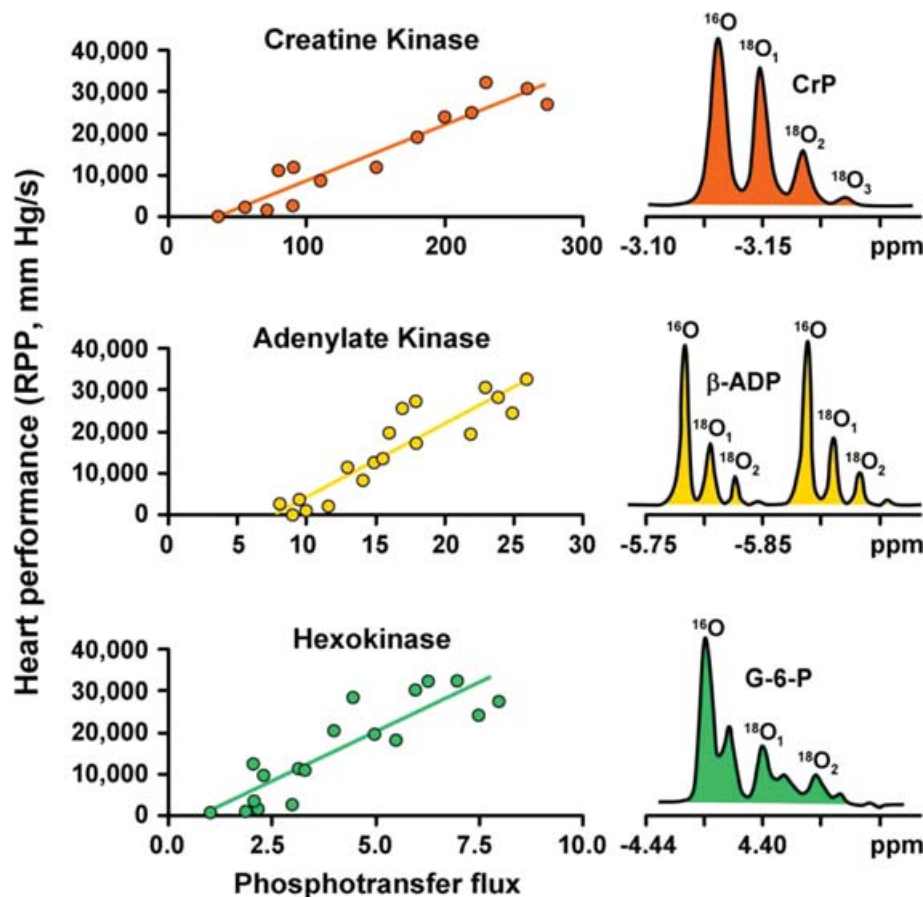 Heart performance (RPP, mm Hg/s)
Creatine Kinase
40,000
30,000
20,000
10,000
0
0 100 200 300
¹⁶O
¹⁸O₁
CrP
¹⁸O₂
¹⁸O₃
-3.10 -3.15 ppm
Adenylate Kinase
40,000
30,000
20,000
10,000
0
0 5 10 15 20 25 30
¹⁶O ¹⁶O
β-ADP
¹⁸O₁ ¹⁸O₁
¹⁸O₂ ¹⁸O₂
-5.75 -5.85 ppm
Hexokinase
40,000
30,000
20,000
10,000
0
0.0 2.5 5.0 7.5 10.0
Phosphotransfer flux
¹⁶O
G-6-P
¹⁸O₁
¹⁸O₂
-4.44 4.40 ppm